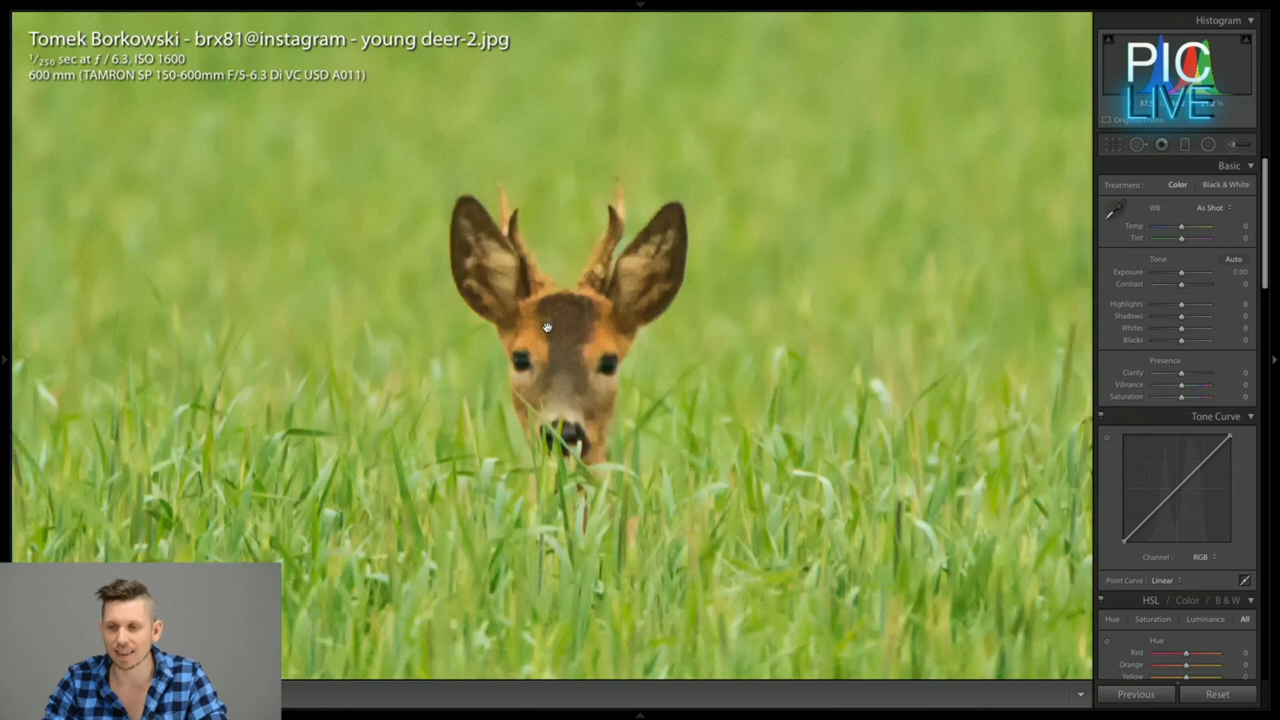 Tomek Borkowski - brx81@instagram - young deer-2.jpg
1/250 sec at ƒ / 6.3, ISO 1600
600 mm (TAMRON SP 150-600mm F/5-6.3 Di VC USD A011)
Histogram
PIC
LIVE
Original Photo
Basic
Treatment : Color Black & White
WB : As Shot
Temp 0
Tint 0
Tone Auto
Exposure 0.00
Contrast 0
Highlights 0
Shadows 0
Whites 0
Blacks 0
Presence
Clarity 0
Vibrance 0
Saturation 0
Tone Curve
Channel : RGB
Point Curve : Linear
HSL / Color / B & W
Hue Saturation Luminance All
Hue
Red 0
Orange 0
Yellow 0
Previous Reset